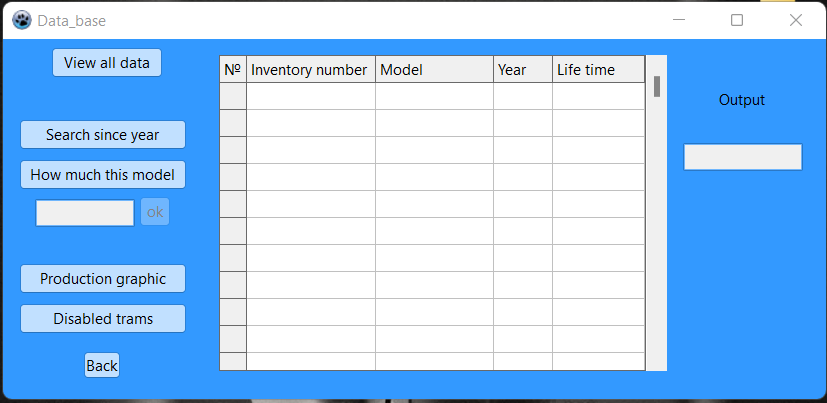 Data_base
View all data
Search since year
How much this model
ok
Production graphic
Disabled trams
Back
№ Inventory number Model Year Life time
Output